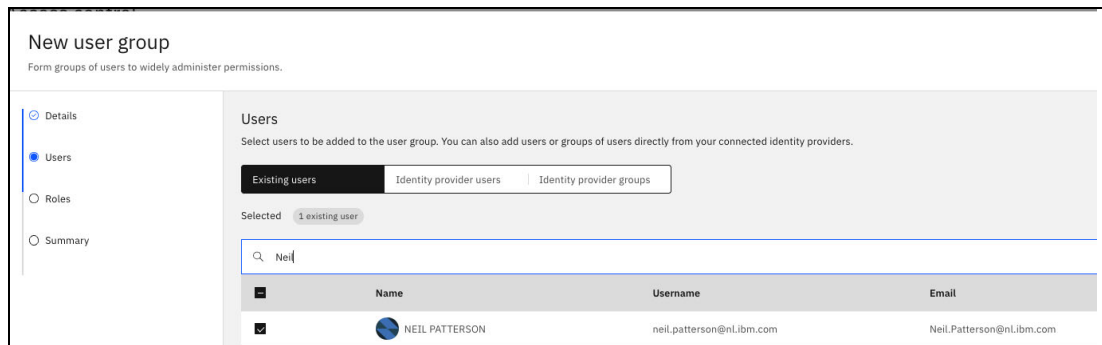 New user group
Form groups of users to widely administer permissions.
Details
Users
Roles
Summary
Users
Select users to be added to the user group. You can also add users or groups of users directly from your connected identity providers.
Existing users Identity provider users Identity provider groups
Selected 1 existing user
Neil
Name Username Email
NEIL PATTERSON neil.patterson@nl.ibm.com Neil.Patterson@nl.ibm.com